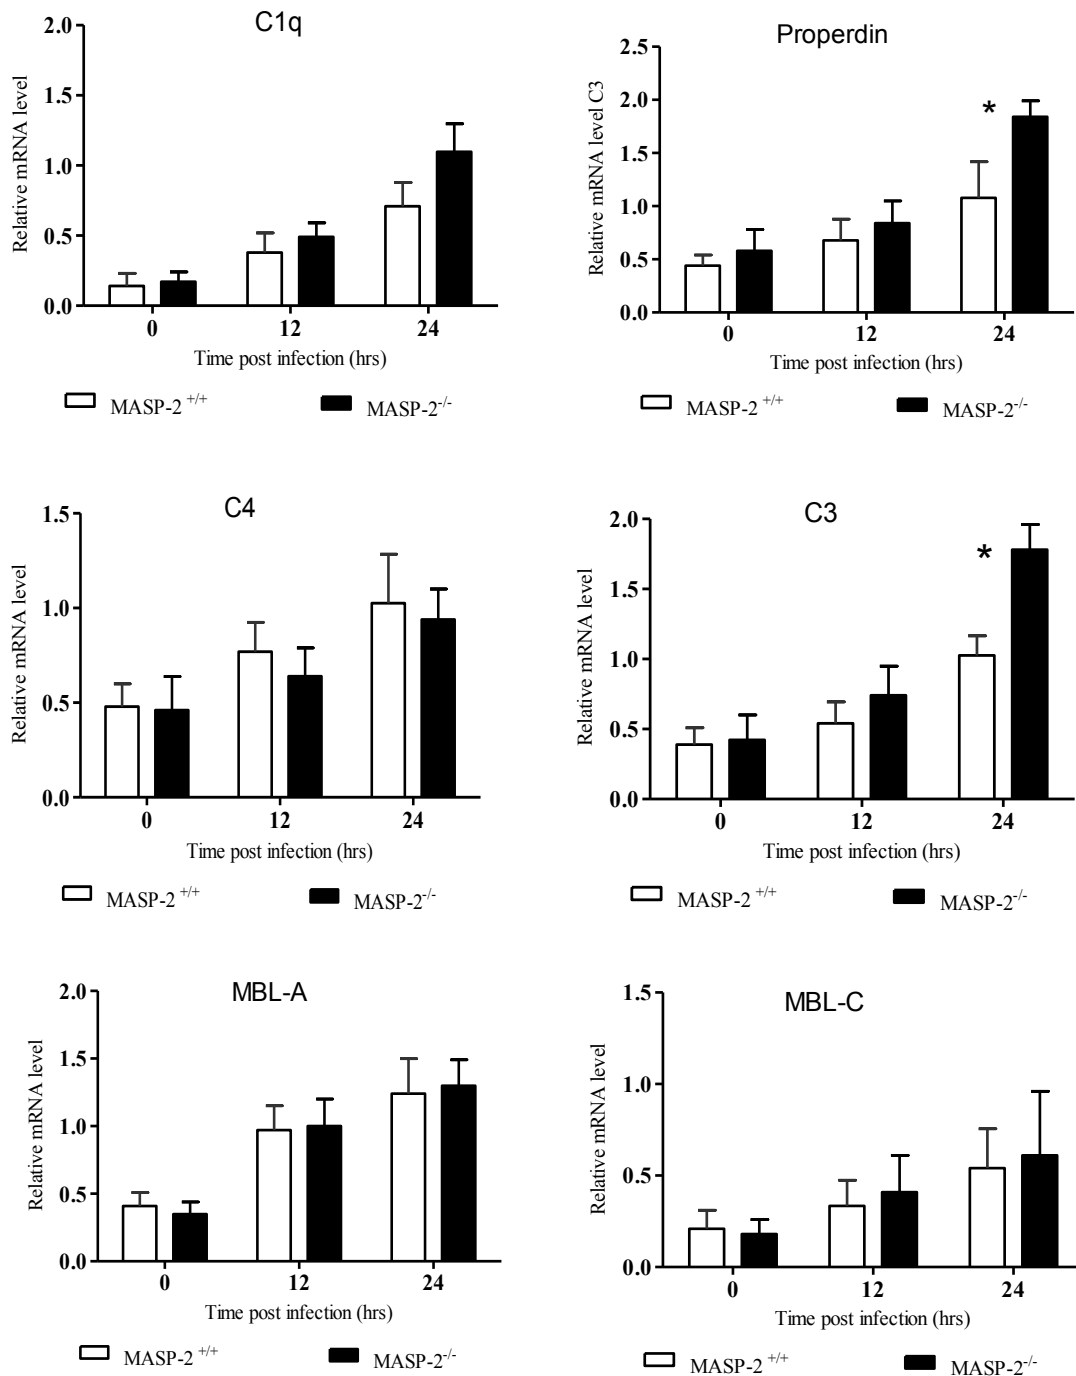 C1q
Relative mRNA level
2.0
1.5
1.0
0.5
0.0
0 12 24
Time post infection (hrs)
MASP-2 +/+ MASP-2-/-
Properdin
Relative mRNA level C3
2.5
2.0
1.5
1.0
0.5
0.0
*
0 12 24
Time post infection (hrs)
MASP-2 +/+ MASP-2-/-
C4
Relative mRNA level
1.5
1.0
0.5
0.0
0 12 24
Time post infection (hrs)
MASP-2 +/+ MASP-2-/-
C3
Relative mRNA level
2.0
1.5
1.0
0.5
0.0
*
0 12 24
Time post infection (hrs)
MASP-2 +/+ MASP-2-/-
MBL-A
Relative mRNA level
2.0
1.5
1.0
0.5
0.0
0 12 24
Time post infection (hrs)
MASP-2 +/+ MASP-2-/-
MBL-C
Relative mRNA level
1.5
1.0
0.5
0.0
0 12 24
Time post infection (hrs)
MASP-2 +/+ MASP-2-/-